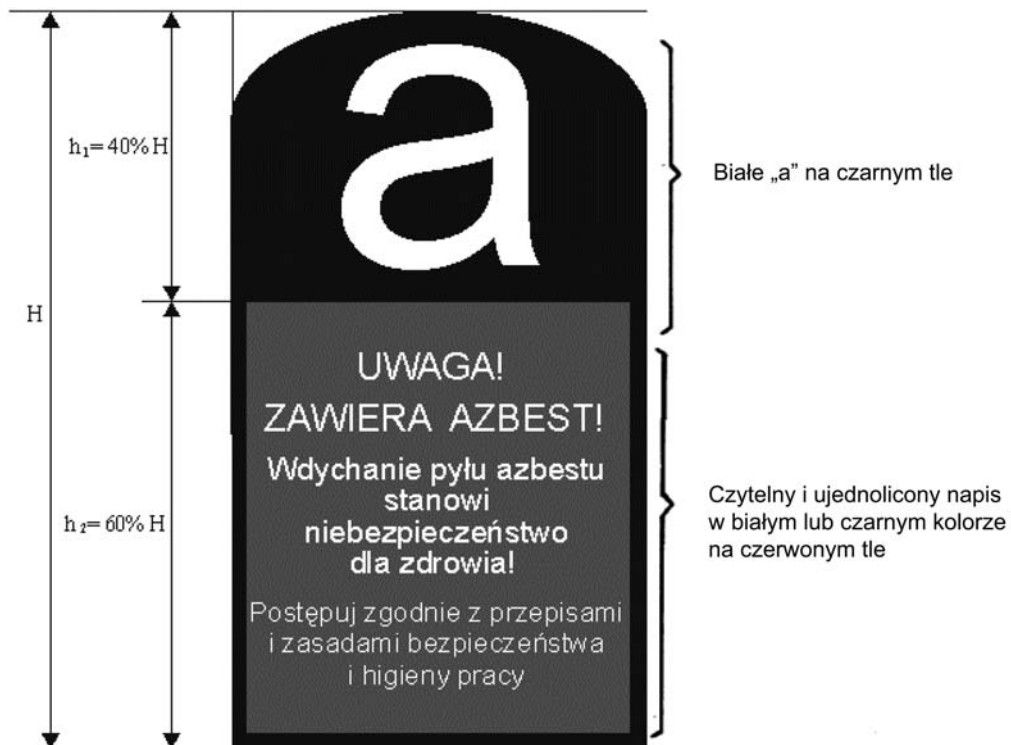 a
h₁= 40% H
Białe „a” na czarnym tle
H
UWAGA!
ZAWIERA AZBEST!
Wdychanie pyłu azbestu
stanowi
niebezpieczeństwo
dla zdrowia!
h₂= 60% H
Czytelny i ujednolicony napis
w białym lub czarnym kolorze
na czerwonym tle
Postępuj zgodnie z przepisami
i zasadami bezpieczeństwa
i higieny pracy